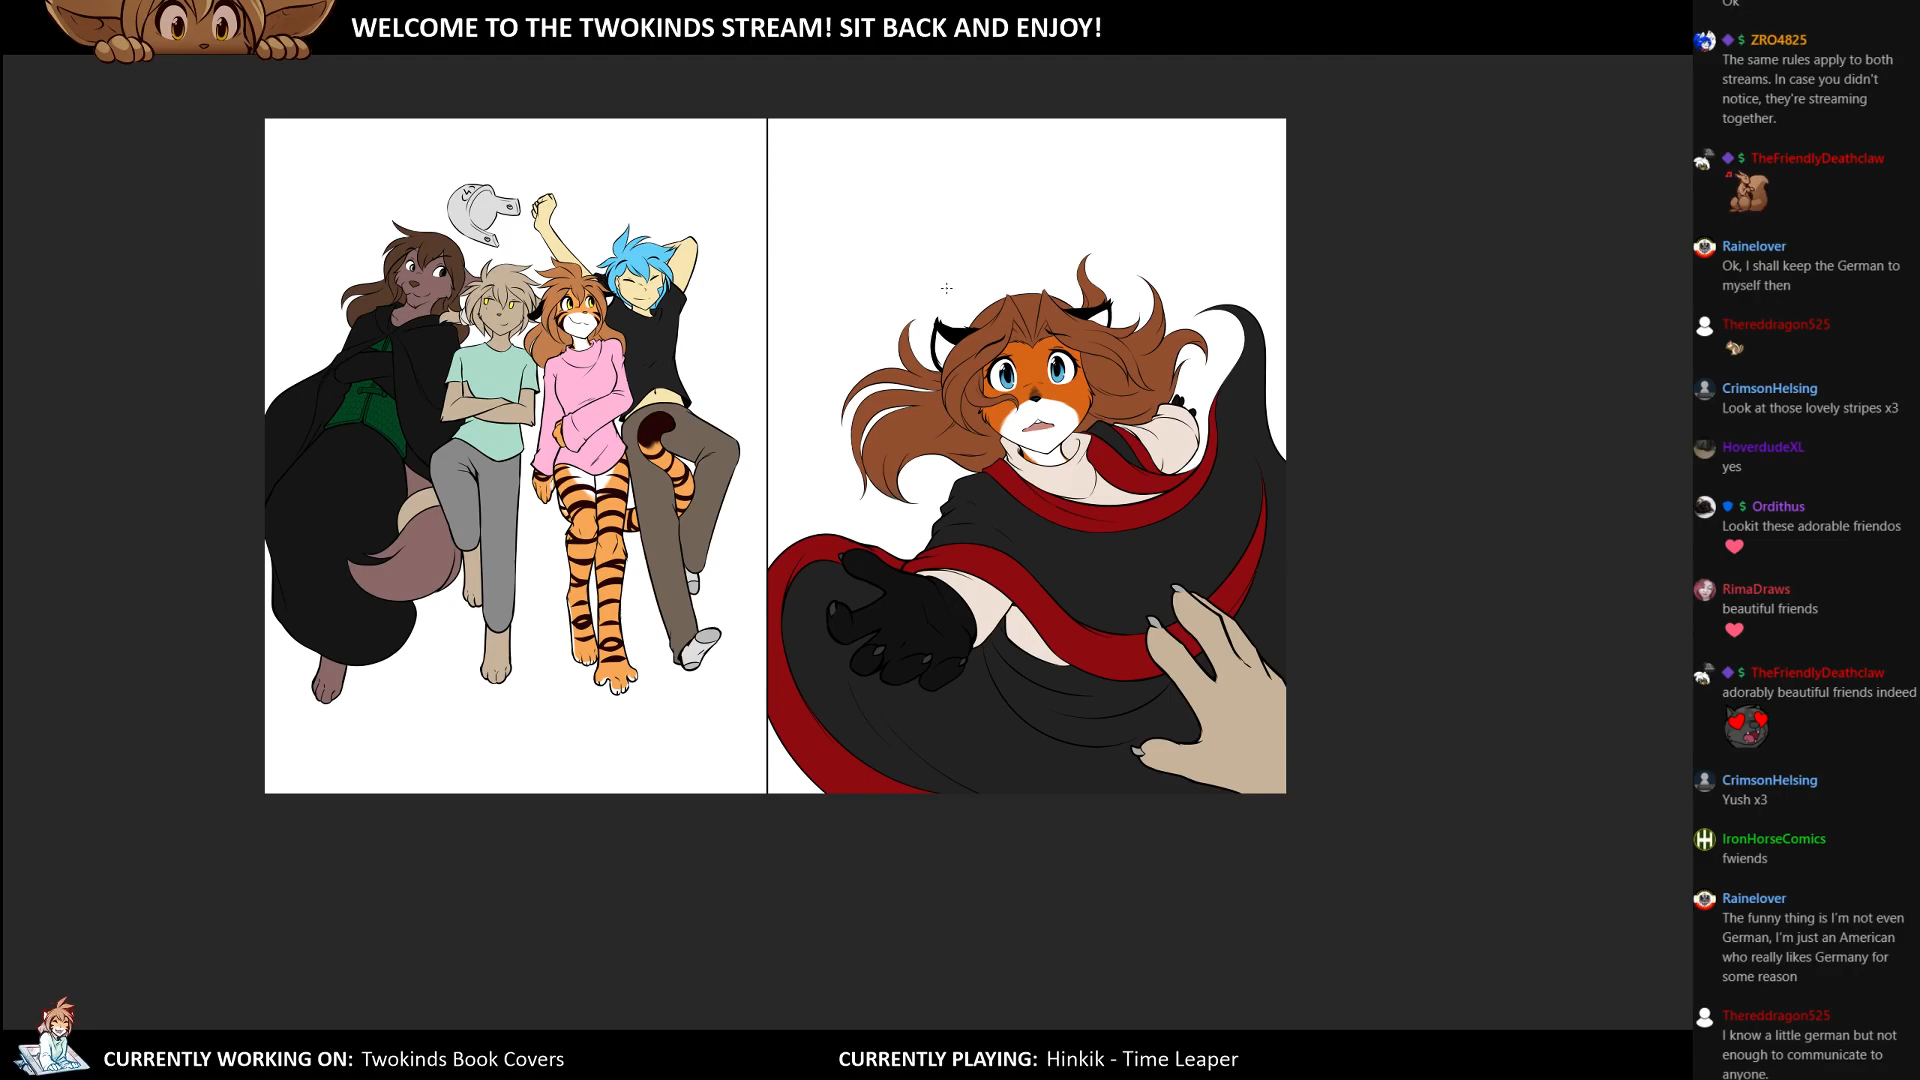 WELCOME TO THE TWOKINDS STREAM! SIT BACK AND ENJOY!
Ok
ZRO4825
The same rules apply to both
streams. In case you didn't
notice, they're streaming
together.
TheFriendlyDeathclaw
Rainelover
Ok, I shall keep the German to
myself then
Thereddragon525
CrimsonHelsing
Look at those lovely stripes x3
HoverdudeXL
yes
Ordithus
Lookit these adorable friendos
RimaDraws
beautiful friends
TheFriendlyDeathclaw
adorably beautiful friends indeed
CrimsonHelsing
Yush x3
IronHorseComics
fwiends
Rainelover
The funny thing is I'm not even
German, I'm just an American
who really likes Germany for
some reason
Thereddragon525
I know a little german but not
enough to communicate to
anyone.
CURRENTLY WORKING ON: Twokinds Book Covers
CURRENTLY PLAYING: Hinkik - Time Leaper